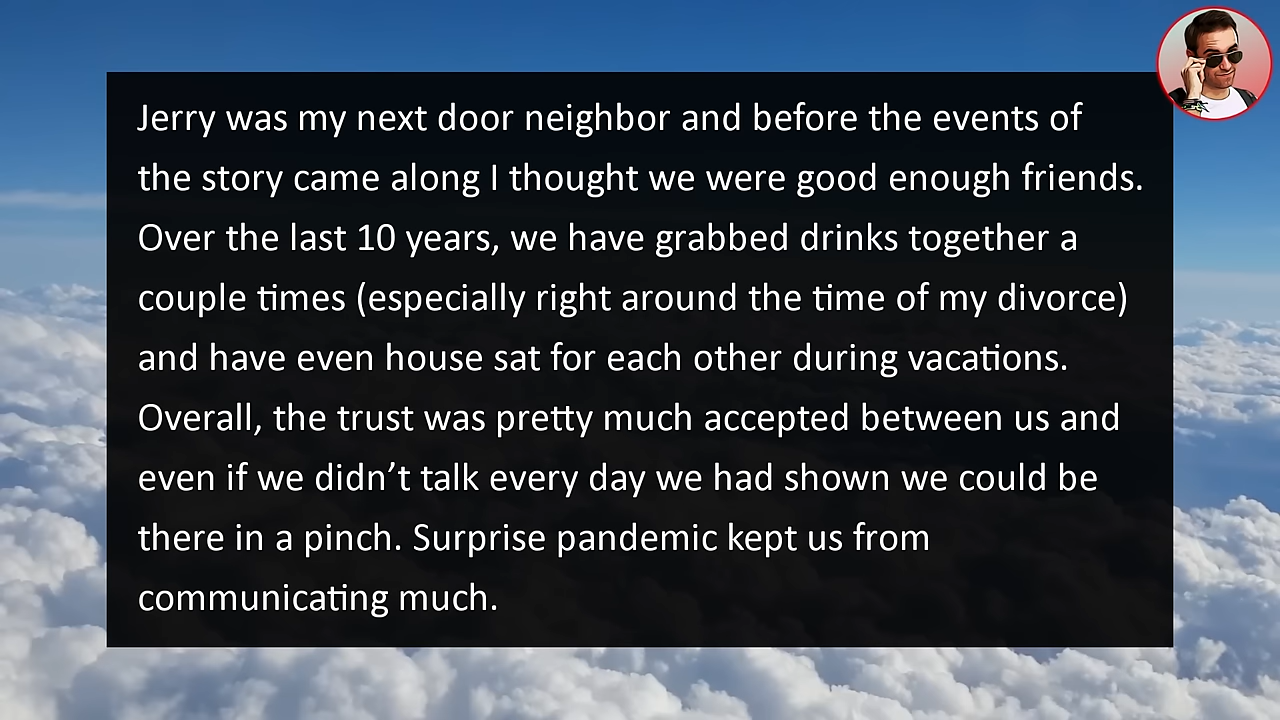 Jerry was my next door neighbor and before the events of
the story came along I thought we were good enough friends.
Over the last 10 years, we have grabbed drinks together a
couple times (especially right around the time of my divorce)
and have even house sat for each other during vacations.
Overall, the trust was pretty much accepted between us and
even if we didn’t talk every day we had shown we could be
there in a pinch. Surprise pandemic kept us from
communicating much.